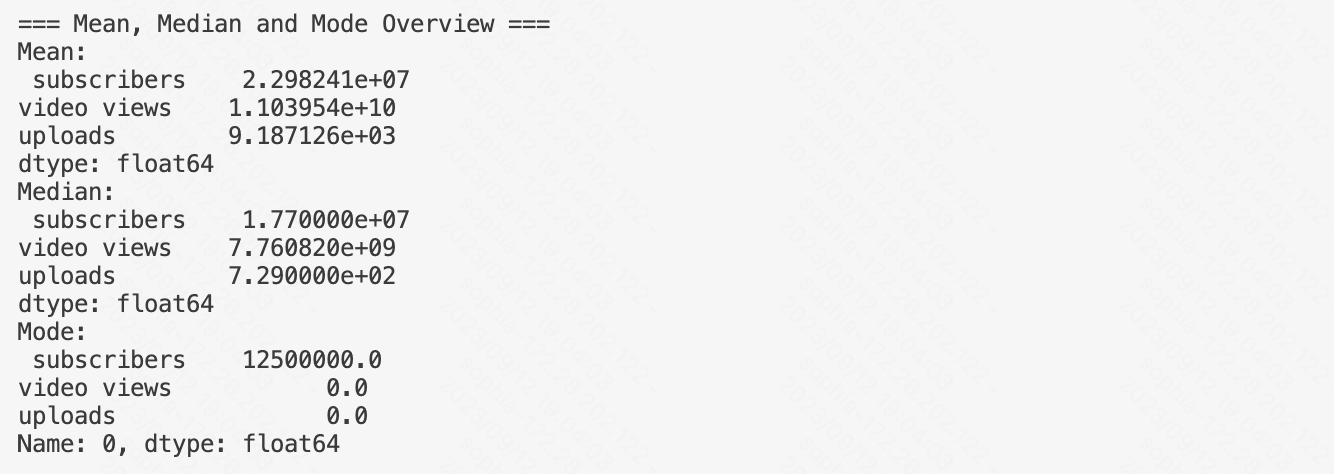 === Mean, Median and Mode Overview ===
Mean:
 subscribers    2.298241e+07
video views    1.103954e+10
uploads        9.187126e+03
dtype: float64
Median:
 subscribers    1.770000e+07
video views    7.760820e+09
uploads        7.290000e+02
dtype: float64
Mode:
 subscribers    12500000.0
video views           0.0
uploads               0.0
Name: 0, dtype: float64